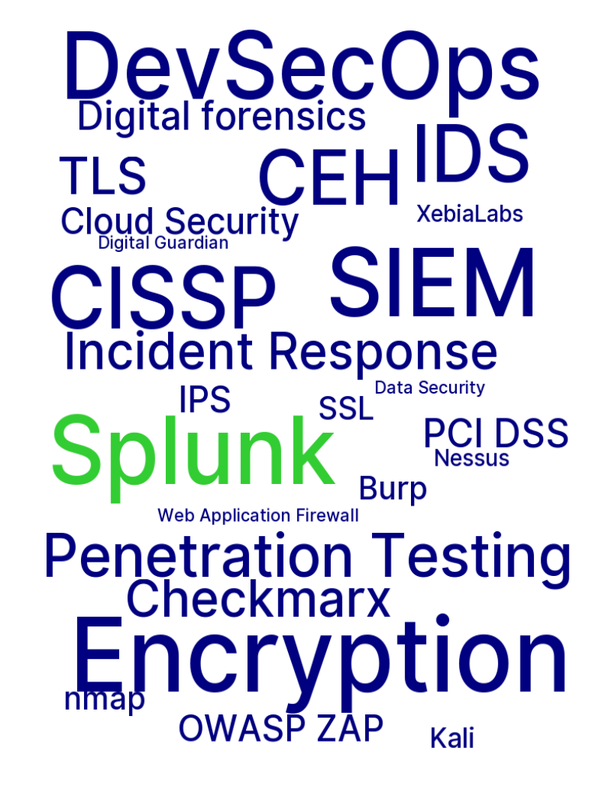 DevSecOps
Digital forensics
IDS
TLS
CEH
Cloud Security
XebiaLabs
Digital Guardian
CISSP
SIEM
Incident Response
IPS
SSL
Data Security
Splunk
PCI DSS
Nessus
Burp
Web Application Firewall
Penetration Testing
Checkmarx
Encryption
nmap
OWASP ZAP
Kali